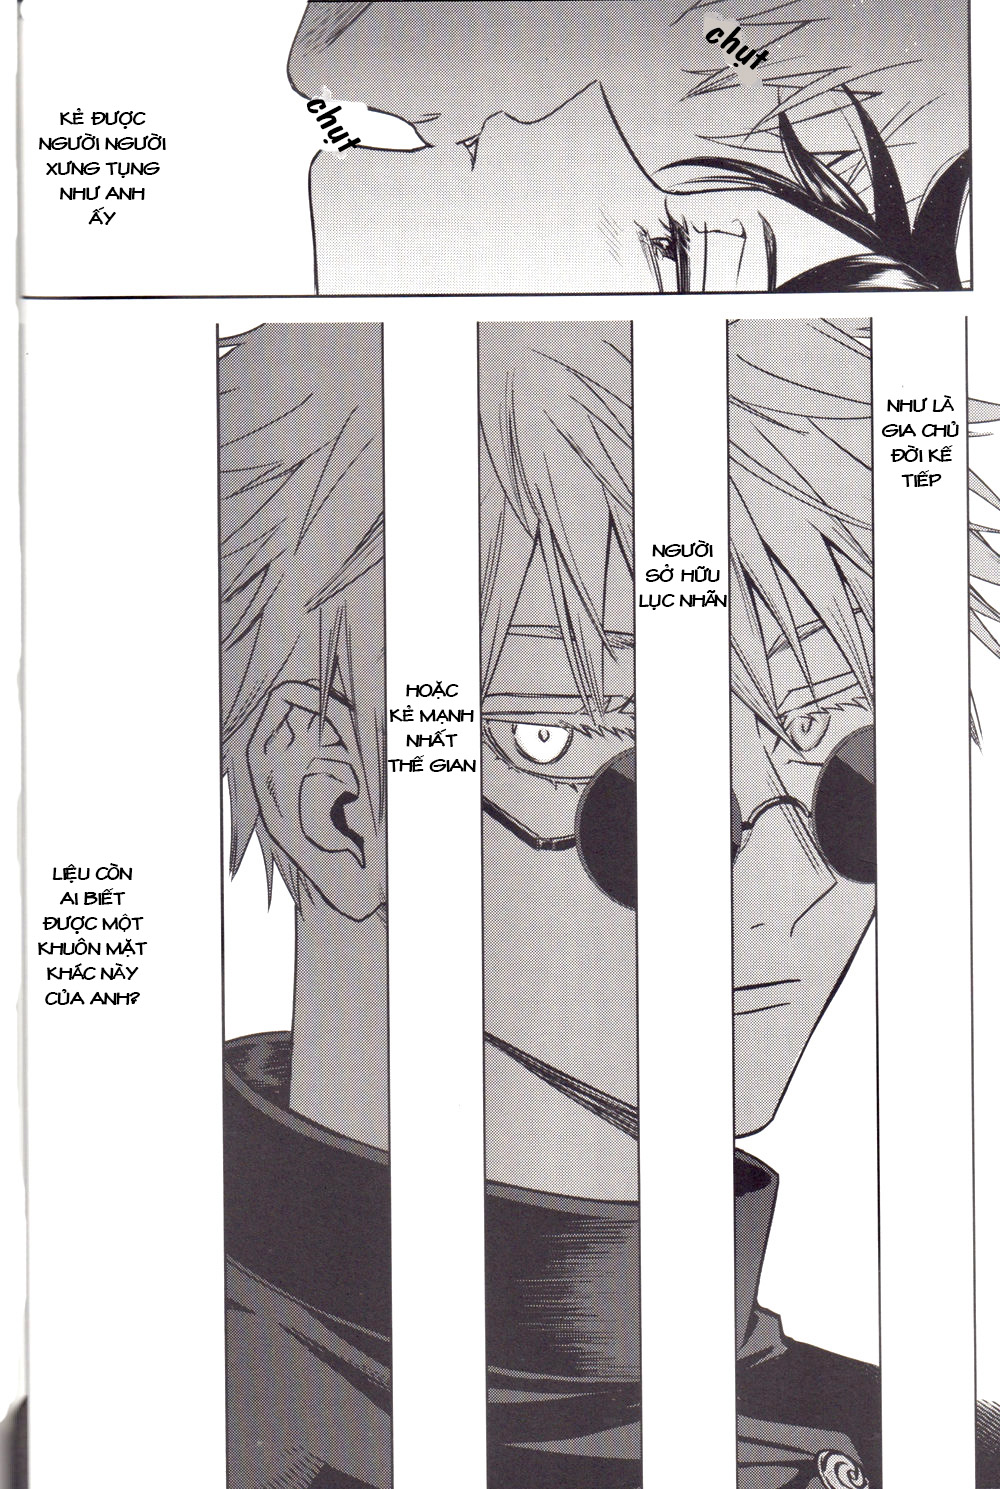 chụt
chụt
KẺ ĐƯỢC
NGƯỜI NGƯỜI
XƯNG TỤNG
NHƯ ANH
ẤY
NHƯ LÀ
GIA CHỦ
ĐỜI KẾ
TIẾP
NGƯỜI
SỞ HỮU
LỤC NHÃN
HOẶC
KẺ MẠNH
NHẤT
THẾ GIAN
LIỆU CÒN
AI BIẾT
ĐƯỢC MỘT
KHUÔN MẶT
KHÁC NÀY
CỦA ANH?